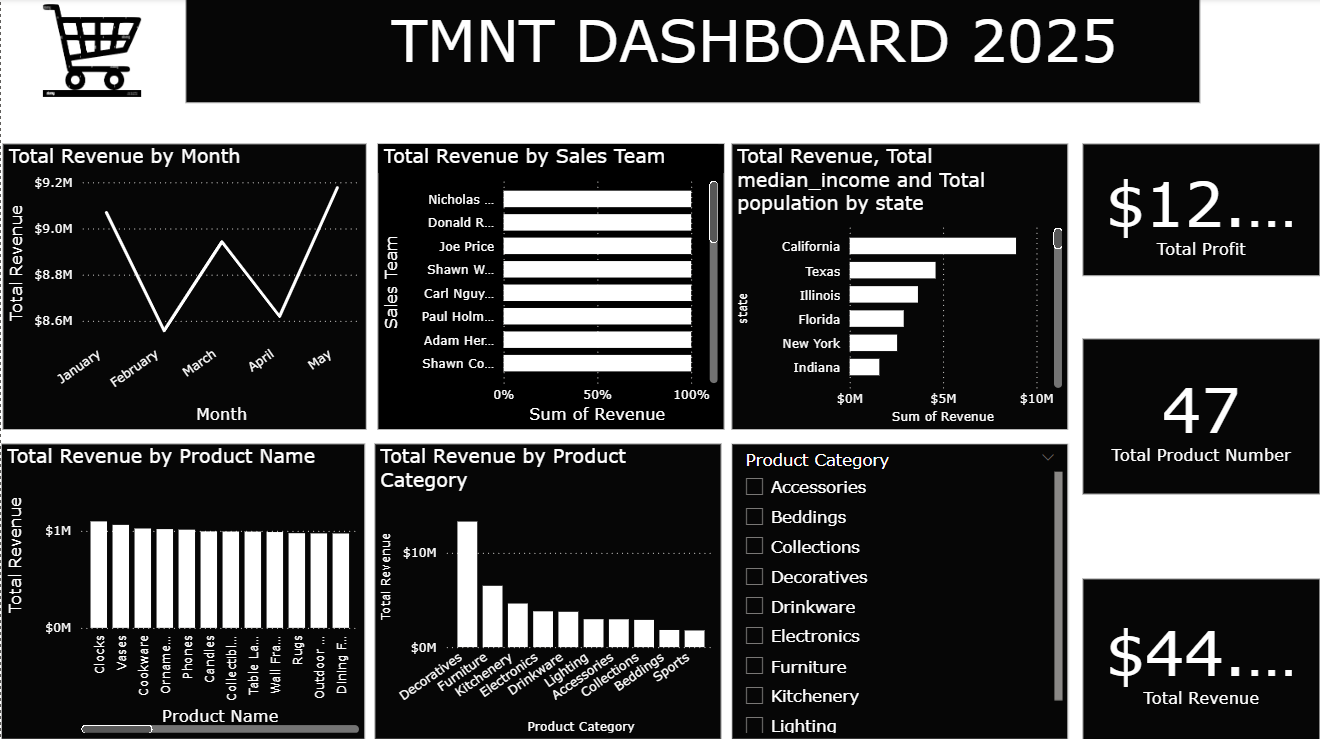 TMNT DASHBOARD 2025
Total Revenue by Month
$9.2M
$9.0M
$8.8M
$8.6M
Total Revenue
January
February
March
April
May
Month
Total Revenue by Sales Team
Sales Team
Nicholas ...
Donald R...
Joe Price
Shawn W...
Carl Nguy...
Paul Holm...
Adam Her...
Shawn Co...
0%
50%
100%
Sum of Revenue
Total Revenue, Total
median_income and Total
population by state
state
California
Texas
Illinois
Florida
New York
Indiana
$0M
$5M
$10M
Sum of Revenue
$12....
Total Profit
47
Total Product Number
$44....
Total Revenue
Total Revenue by Product Name
Total Revenue
$1M
$0M
Clocks
Vases
Cookware
Orname...
Phones
Candles
Collectibl...
Table La...
Wall Fra...
Rugs
Outdoor ...
Dining F...
Product Name
Total Revenue by Product
Category
Total Revenue
$10M
$0M
Decoratives
Furniture
Kitchenery
Electronics
Drinkware
Lighting
Accessories
Collections
Beddings
Sports
Product Category
Product Category
Accessories
Beddings
Collections
Decoratives
Drinkware
Electronics
Furniture
Kitchenery
Lighting